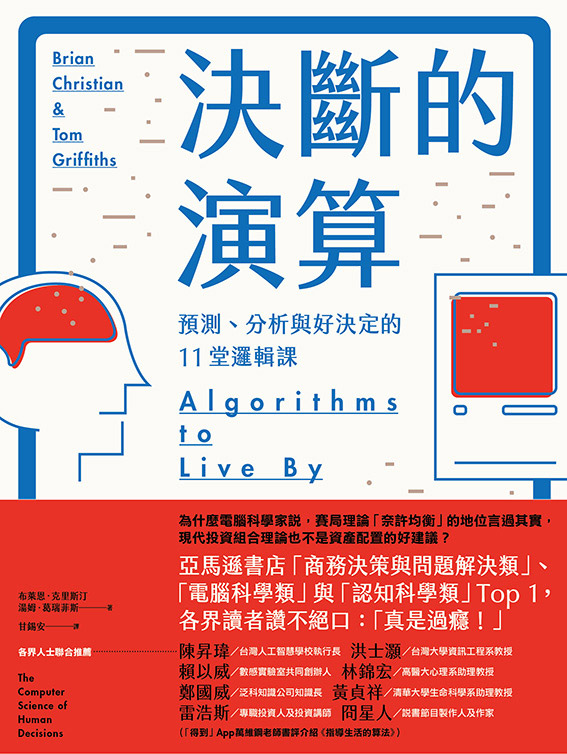 Brian
Christian
&
Tom
Griffiths
決斷的
演算
預測、分析與好決定的
11堂邏輯課
Algorithms
to
Live By
為什麼電腦科學家說，賽局理論「奈許均衡」的地位言過其實，
現代投資組合理論也不是資產配置的好建議？
亞馬遜書店「商務決策與問題解決類」、
「電腦科學類」與「認知科學類」Top 1，
各界讀者讚不絕口：「真是過癮！」
布萊恩・克里斯汀
湯姆・葛瑞菲斯——著
甘錫安——譯
各界人士聯合推薦
陳昇瑋／台灣人工智慧學校執行長 洪士灝／台灣大學資訊工程系教授
賴以威／數感實驗室共同創辦人 林錦宏／高醫大心理系助理教授
鄭國威／泛科知識公司知識長 黃貞祥／清華大學生命科學系助理教授
雷浩斯／專職投資人及投資講師 冏星人／說書節目製作人及作家
（「得到」App萬維鋼老師書評介紹《指導生活的算法》）
The
Computer
Science of
Human
Decisions